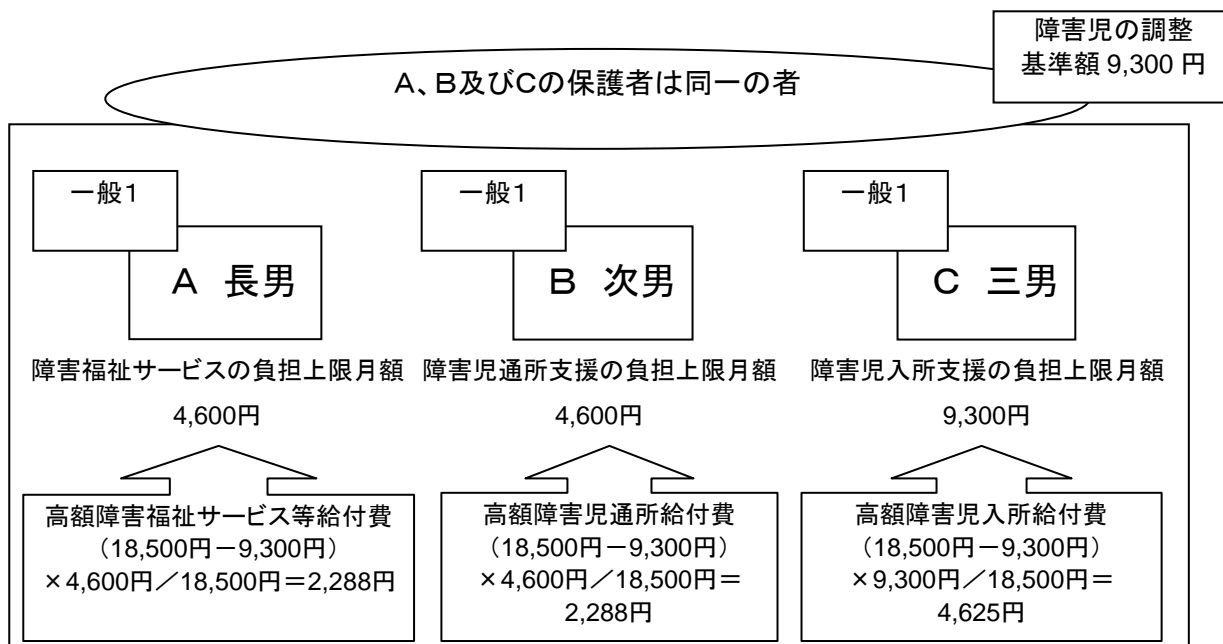 障害児の調整
基準額 9,300 円
A、B及びCの保護者は同一の者
一般1
A 長男
障害福祉サービスの負担上限月額
4,600円
高額障害福祉サービス等給付費
（18,500円－9,300円）
×4,600円／18,500円＝2,288円
一般1
B 次男
障害児通所支援の負担上限月額
4,600円
高額障害児通所給付費
（18,500円－9,300円）
×4,600円／18,500円＝
2,288円
一般1
C 三男
障害児入所支援の負担上限月額
9,300円
高額障害児入所給付費
（18,500円－9,300円）
×9,300円／18,500円＝
4,625円